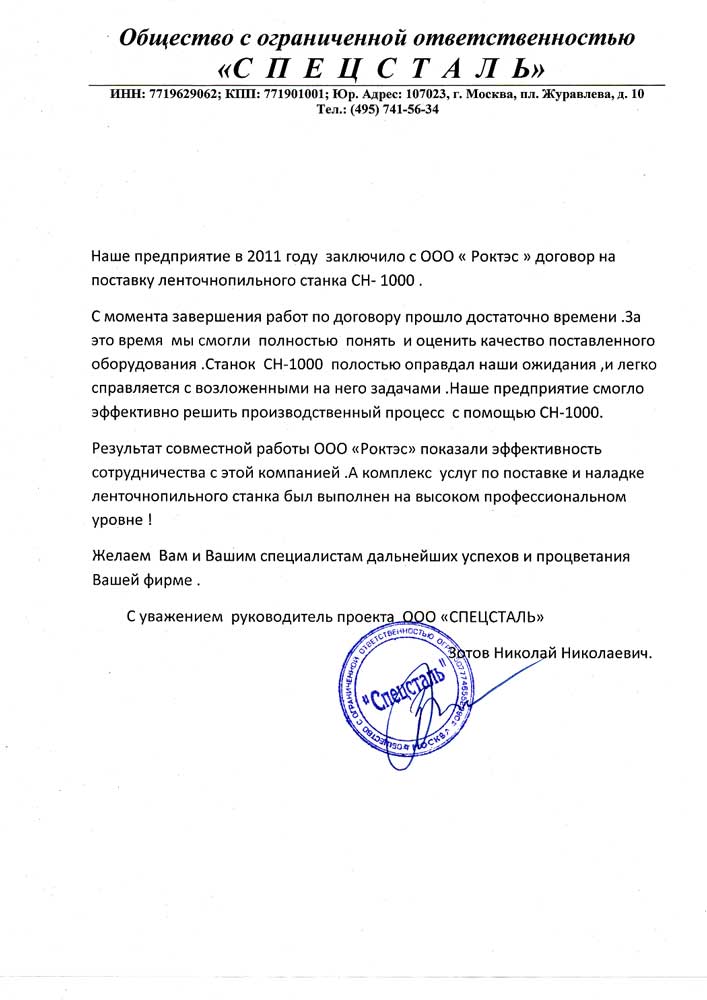 Общество с ограниченной ответственностью
«С П Е Ц С Т А Л Ь»
ИНН: 7719629062; КПП: 771901001; Юр. Адрес: 107023, г. Москва, пл. Журавлева, д. 10
Тел.: (495) 741-56-34
Наше предприятие в 2011 году заключило с ООО « Роктэс » договор на
поставку ленточнопильного станка СН- 1000 .
С момента завершения работ по договору прошло достаточно времени .За
это время мы смогли полностью понять и оценить качество поставленного
оборудования .Станок СН-1000 полостью оправдал наши ожидания ,и легко
справляется с возложенными на него задачами .Наше предприятие смогло
эффективно решить производственный процесс с помощью СН-1000.
Результат совместной работы ООО «Роктэс» показали эффективность
сотрудничества с этой компанией .А комплекс услуг по поставке и наладке
ленточнопильного станка был выполнен на высоком профессиональном
уровне !
Желаем Вам и Вашим специалистам дальнейших успехов и процветания
Вашей фирме .
С уважением руководитель проекта ООО «СПЕЦСТАЛЬ»
Зотов Николай Николаевич.
ОБЩЕСТВО С ОГРАНИЧЕННОЙ ОТВЕТСТВЕННОСТЬЮ
"Спецсталь"
МОСКВА